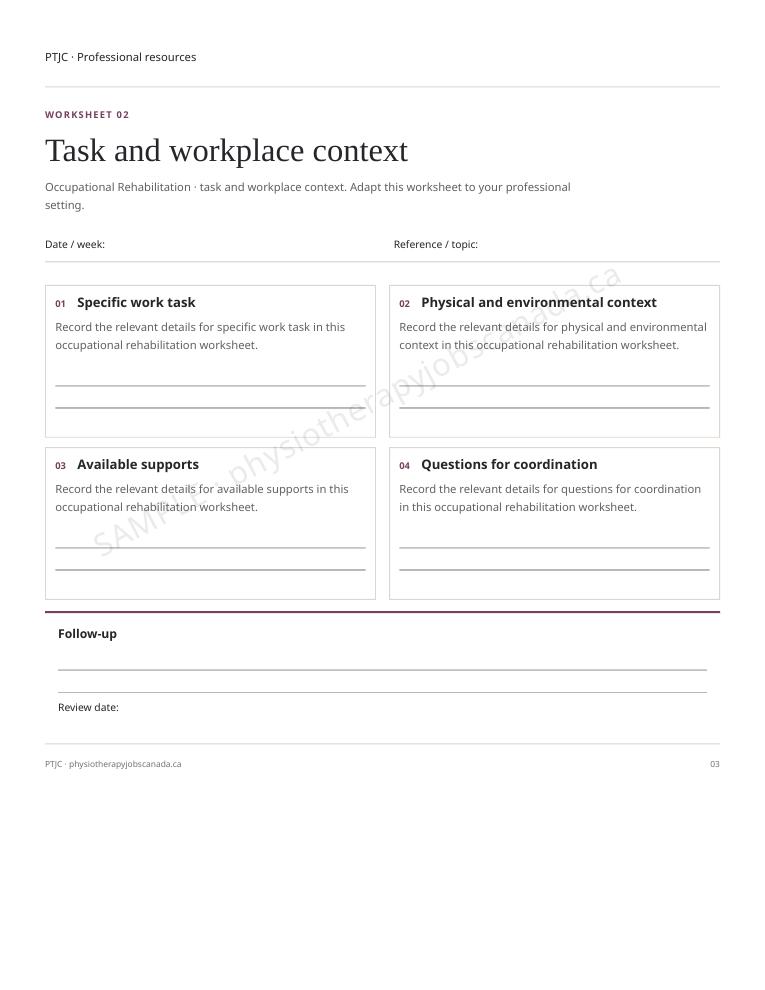 PTJC · Professional resources
WORKSHEET 02
Task and workplace context
Occupational Rehabilitation · task and workplace context. Adapt this worksheet to your professional
setting.
Date / week:
Reference / topic:
01 Specific work task
Record the relevant details for specific work task in this
occupational rehabilitation worksheet.
02 Physical and environmental context
Record the relevant details for physical and environmental
context in this occupational rehabilitation worksheet.
03 Available supports
Record the relevant details for available supports in this
occupational rehabilitation worksheet.
04 Questions for coordination
Record the relevant details for questions for coordination
in this occupational rehabilitation worksheet.
SAMPLE · physiotherapyjobscanada.ca
Follow-up
Review date:
PTJC · physiotherapyjobscanada.ca
03